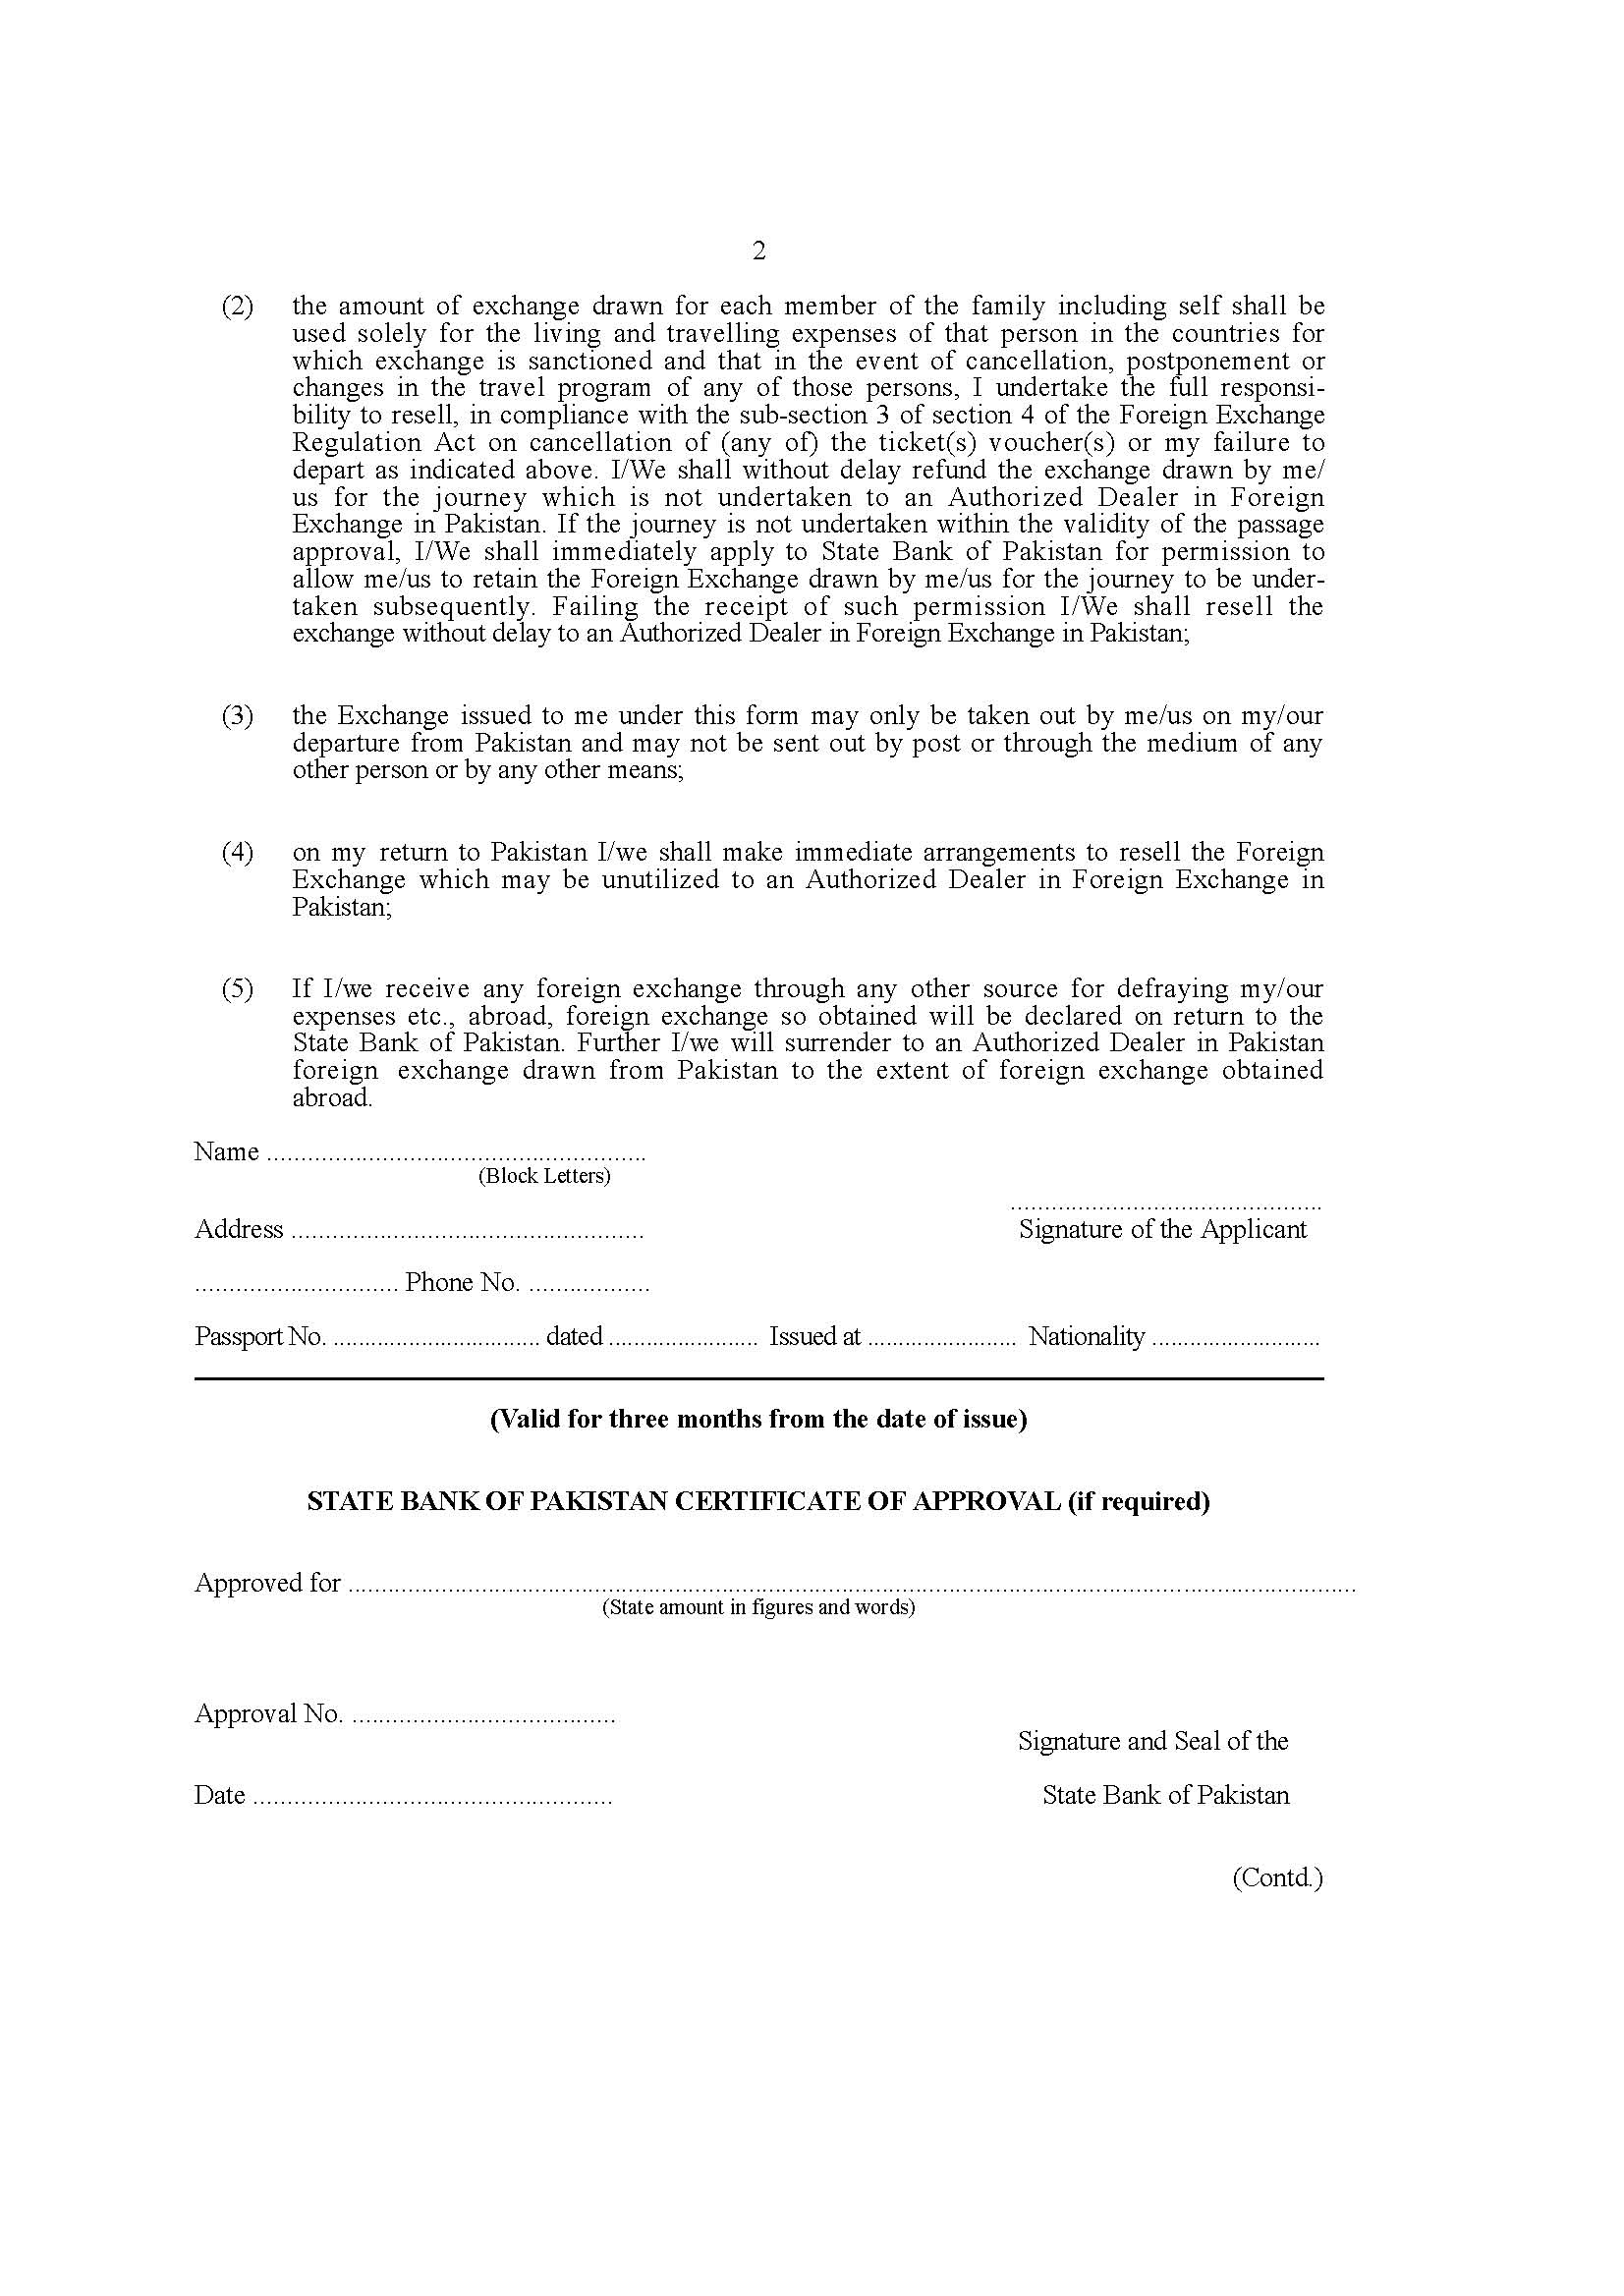 2
(2) the amount of exchange drawn for each member of the family including self shall be
used solely for the living and travelling expenses of that person in the countries for
which exchange is sanctioned and that in the event of cancellation, postponement or
changes in the travel program of any of those persons, I undertake the full responsi-
bility to resell, in compliance with the sub-section 3 of section 4 of the Foreign Exchange
Regulation Act on cancellation of (any of) the ticket(s) voucher(s) or my failure to
depart as indicated above. I/We shall without delay refund the exchange drawn by me/
us for the journey which is not undertaken to an Authorized Dealer in Foreign
Exchange in Pakistan. If the journey is not undertaken within the validity of the passage
approval, I/We shall immediately apply to State Bank of Pakistan for permission to
allow me/us to retain the Foreign Exchange drawn by me/us for the journey to be under-
taken subsequently. Failing the receipt of such permission I/We shall resell the
exchange without delay to an Authorized Dealer in Foreign Exchange in Pakistan;
(3) the Exchange issued to me under this form may only be taken out by me/us on my/our
departure from Pakistan and may not be sent out by post or through the medium of any
other person or by any other means;
(4) on my return to Pakistan I/we shall make immediate arrangements to resell the Foreign
Exchange which may be unutilized to an Authorized Dealer in Foreign Exchange in
Pakistan;
(5) If I/we receive any foreign exchange through any other source for defraying my/our
expenses etc., abroad, foreign exchange so obtained will be declared on return to the
State Bank of Pakistan. Further I/we will surrender to an Authorized Dealer in Pakistan
foreign exchange drawn from Pakistan to the extent of foreign exchange obtained
abroad.
Name ........................................................
(Block Letters)
..............................................
Address .................................................... Signature of the Applicant
.............................. Phone No. ..................
Passport No. ................................ dated ....................... Issued at ....................... Nationality ..........................
(Valid for three months from the date of issue)
STATE BANK OF PAKISTAN CERTIFICATE OF APPROVAL (if required)
Approved for ......................................................................................................................................................
(State amount in figures and words)
Approval No. .......................................
Signature and Seal of the
Date ..................................................... State Bank of Pakistan
(Contd.)